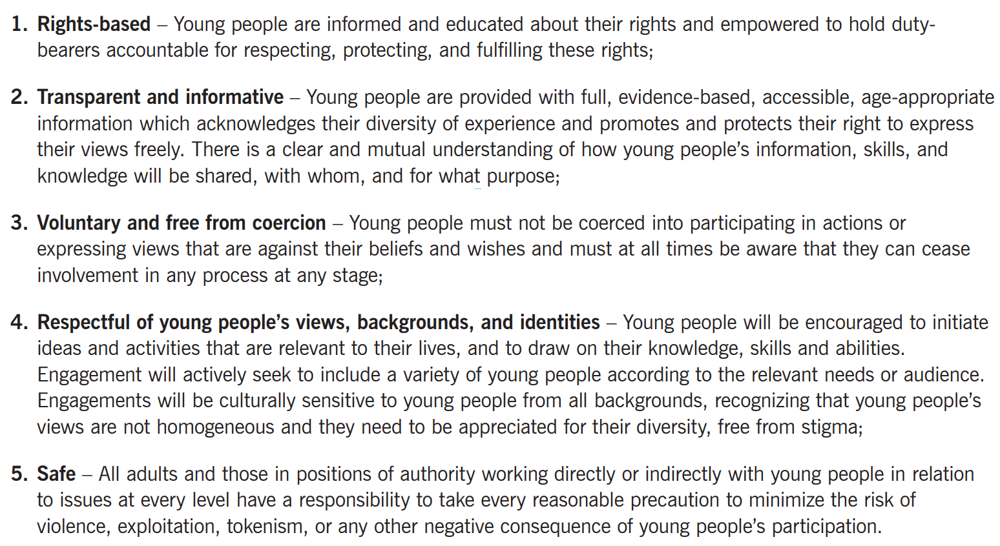 1. Rights-based – Young people are informed and educated about their rights and empowered to hold duty-
bearers accountable for respecting, protecting, and fulfilling these rights;
2. Transparent and informative – Young people are provided with full, evidence-based, accessible, age-appropriate
information which acknowledges their diversity of experience and promotes and protects their right to express
their views freely. There is a clear and mutual understanding of how young people’s information, skills, and
knowledge will be shared, with whom, and for what purpose;
3. Voluntary and free from coercion – Young people must not be coerced into participating in actions or
expressing views that are against their beliefs and wishes and must at all times be aware that they can cease
involvement in any process at any stage;
4. Respectful of young people’s views, backgrounds, and identities – Young people will be encouraged to initiate
ideas and activities that are relevant to their lives, and to draw on their knowledge, skills and abilities.
Engagement will actively seek to include a variety of young people according to the relevant needs or audience.
Engagements will be culturally sensitive to young people from all backgrounds, recognizing that young people’s
views are not homogeneous and they need to be appreciated for their diversity, free from stigma;
5. Safe – All adults and those in positions of authority working directly or indirectly with young people in relation
to issues at every level have a responsibility to take every reasonable precaution to minimize the risk of
violence, exploitation, tokenism, or any other negative consequence of young people’s participation.